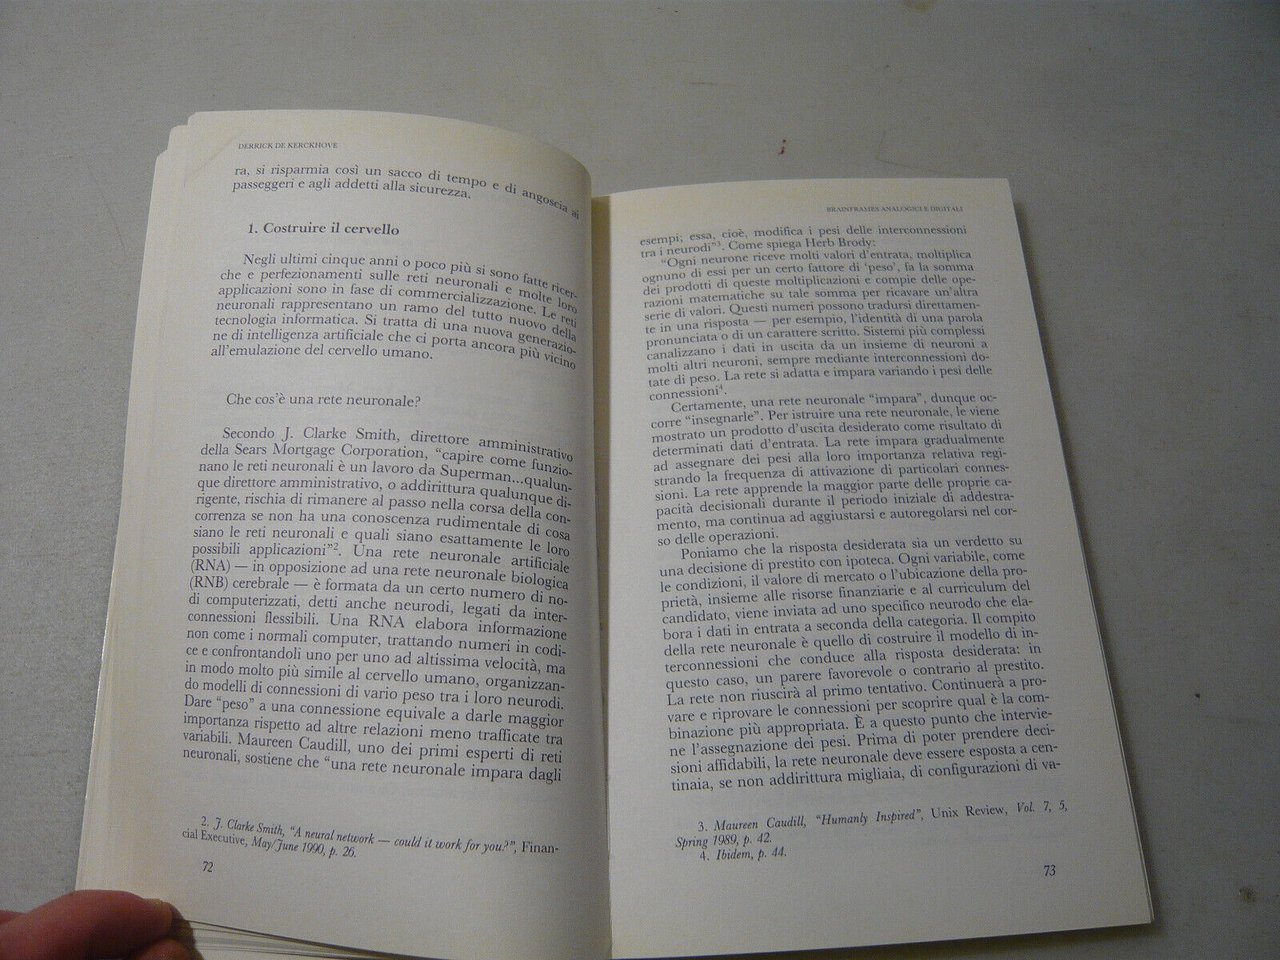 DERRICK DE KERCKHOVE
ra, si risparmia così un sacco di tempo e di angoscia ai
passeggeri e agli addetti alla sicurezza.
1. Costruire il cervello
Negli ultimi cinque anni o poco più si sono fatte ricer-
che e perfezionamenti sulle reti neuronali e molte loro
applicazioni sono in fase di commercializzazione. Le reti
neuronali rappresentano un ramo del tutto nuovo della
tecnologia informatica. Si tratta di una nuova generazio-
ne di intelligenza artificiale che ci porta ancora più vicino
all'emulazione del cervello umano.
Che cos'è una rete neuronale?
Secondo J. Clarke Smith, direttore amministrativo
della Sears Mortgage Corporation, “capire come funzio-
nano le reti neuronali è un lavoro da Superman...qualun-
que direttore amministrativo, o addirittura qualunque di-
rigente, rischia di rimanere al passo nella corsa della con-
correnza se non ha una conoscenza rudimentale di cosa
siano le reti neuronali e quali siano esattamente le loro
possibili applicazioni”². Una rete neuronale artificiale
(RNA) — in opposizione ad una rete neuronale biologica
(RNB) cerebrale — è formata da un certo numero di no-
di computerizzati, detti anche neurodi, legati da inter-
connessioni flessibili. Una RNA elabora informazione
non come i normali computer, trattando numeri in codi-
ce e confrontandoli uno per uno ad altissima velocità, ma
in modo molto più simile al cervello umano, organizzan-
do modelli di connessioni di vario peso tra i loro neurodi.
Dare “peso” a una connessione equivale a darle maggior
importanza rispetto ad altre relazioni meno trafficate tra
variabili. Maureen Caudill, uno dei primi esperti di reti
neuronali, sostiene che “una rete neuronale impara dagli
2. J. Clarke Smith, “A neural network — could it work for you?”, Finan-
cial Executive, May/June 1990, p. 26.
72
BRAINFRAMES ANALOGICI E DIGITALI
esempi; essa, cioè, modifica i pesi delle interconnessioni
tra i neurodi”³. Come spiega Herb Brody:
“Ogni neurone riceve molti valori d'entrata, moltiplica
ognuno di essi per un certo fattore di ‘peso’, fa la somma
dei prodotti di queste moltiplicazioni e compie delle ope-
razioni matematiche su tale somma per ricavare un'altra
serie di valori. Questi numeri possono tradursi direttamen-
te in una risposta — per esempio, l'identità di una parola
pronunciata o di un carattere scritto. Sistemi più complessi
canalizzano i dati in uscita da un insieme di neuroni a
molti altri neuroni, sempre mediante interconnessioni do-
tate di peso. La rete si adatta e impara variando i pesi delle
connessioni⁴.
Certamente, una rete neuronale “impara”, dunque oc-
corre “insegnarle”. Per istruire una rete neuronale, le viene
mostrato un prodotto d'uscita desiderato come risultato di
determinati dati d'entrata. La rete impara gradualmente
ad assegnare dei pesi alla loro importanza relativa regi-
strando la frequenza di attivazione di particolari connes-
sioni. La rete apprende la maggior parte delle proprie ca-
pacità decisionali durante il periodo iniziale di addestra-
mento, ma continua ad aggiustarsi e autoregolarsi nel cor-
so delle operazioni.
Poniamo che la risposta desiderata sia un verdetto su
una decisione di prestito con ipoteca. Ogni variabile, come
le condizioni, il valore di mercato o l'ubicazione della pro-
prietà, insieme alle risorse finanziarie e al curriculum del
candidato, viene inviata ad uno specifico neurodo che ela-
bora i dati in entrata a seconda della categoria. Il compito
della rete neuronale è quello di costruire il modello di in-
terconnessioni che conduce alla risposta desiderata: in
questo caso, un parere favorevole o contrario al prestito.
La rete non riuscirà al primo tentativo. Continuerà a pro-
vare e riprovare le connessioni per scoprire qual è la com-
binazione più appropriata. È a questo punto che intervie-
ne l'assegnazione dei pesi. Prima di poter prendere deci-
sioni affidabili, la rete neuronale deve essere esposta a cen-
tinaia, se non addirittura migliaia, di configurazioni di va-
3. Maureen Caudill, “Humanly Inspired”, Unix Review, Vol. 7, 5,
Spring 1989, p. 42.
4. Ibidem, p. 44.
73